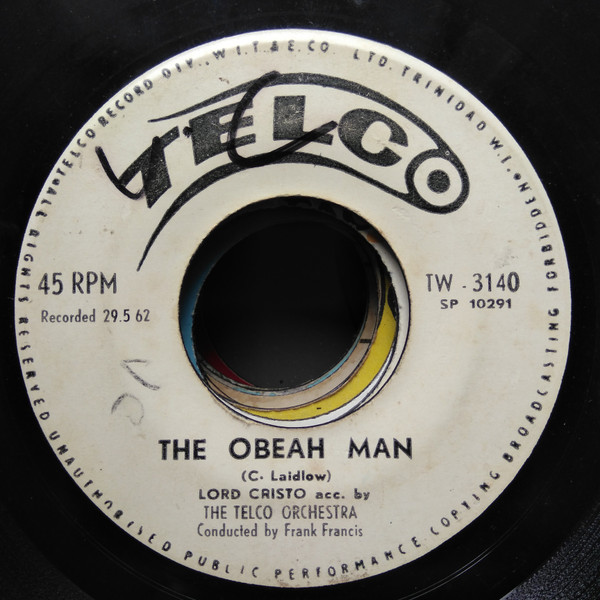 TELCO RECORD DIV., W.I.T. & E. CO. LTD. TRINIDAD W.I.
TELCO
45 RPM
Recorded 29.5 62
TW - 3140
SP 10291
THE OBEAH MAN
(C. Laidlow)
LORD CRISTO acc. by
THE TELCO ORCHESTRA
Conducted by Frank Francis
ALL RIGHTS RESERVED UNAUTHORISED PUBLIC PERFORMANCE. COPYING BROADCASTING FORBIDDEN